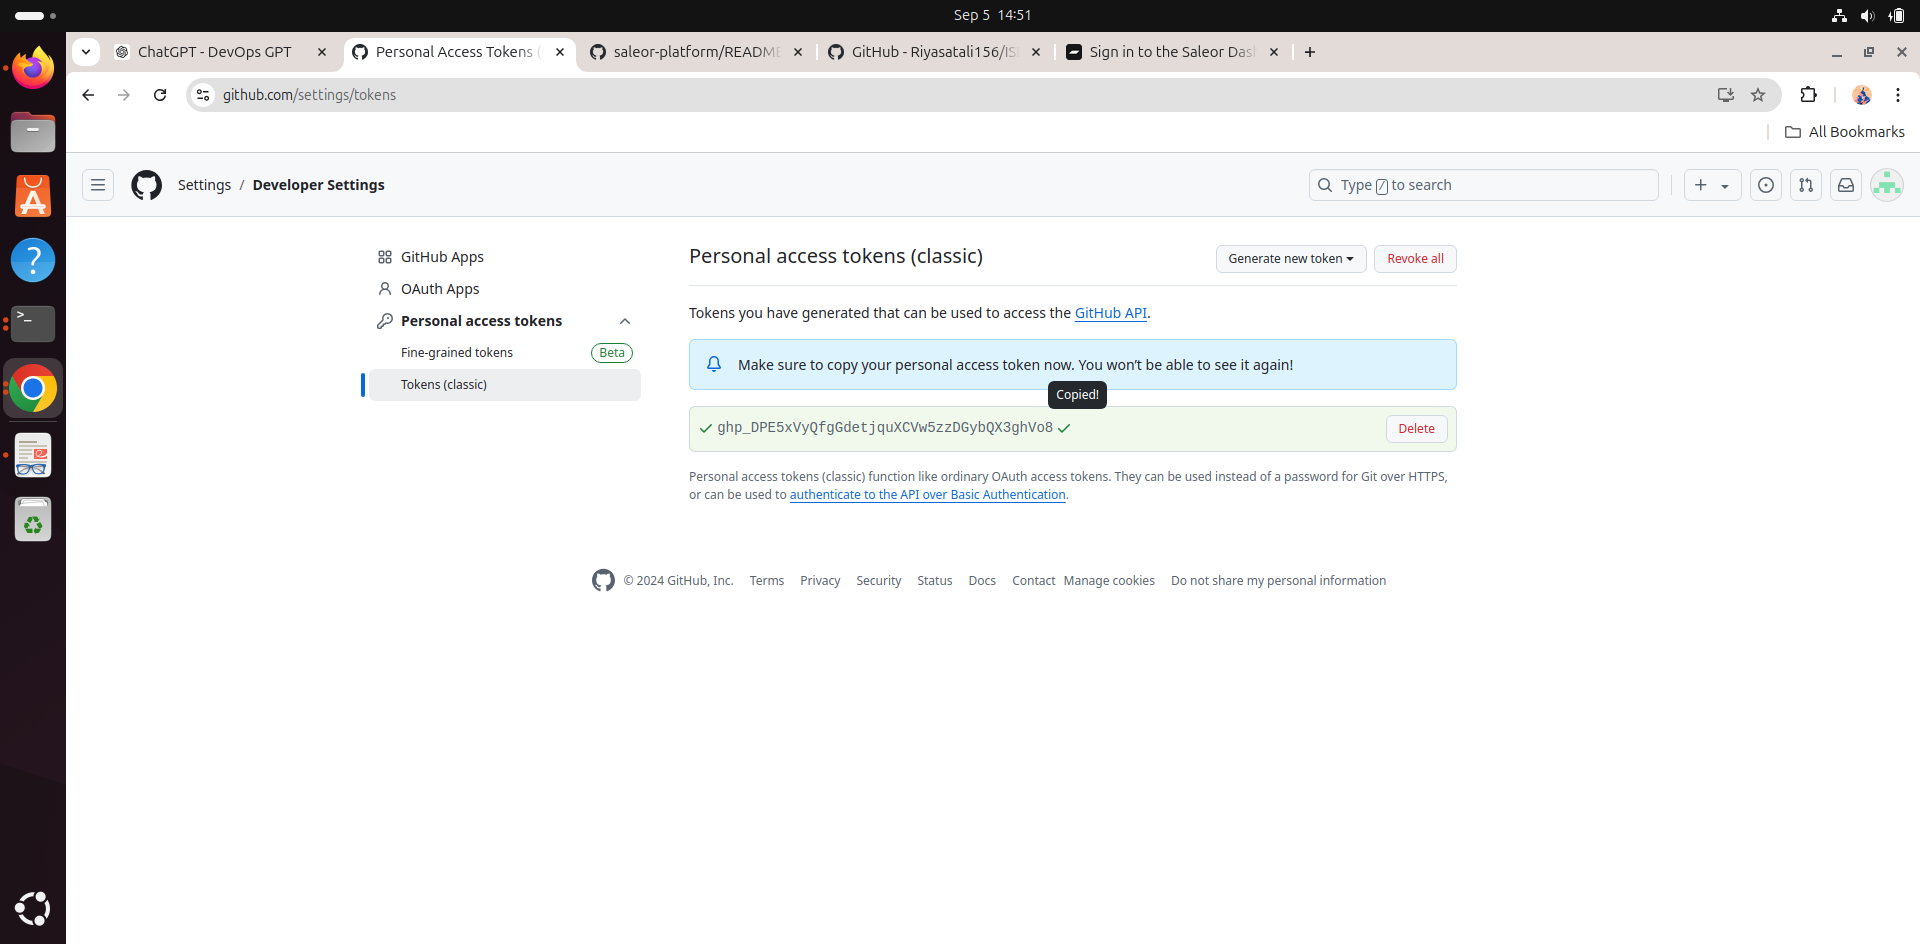 Sep 5 14:51
ChatGPT - DevOps GPT
Personal Access Tokens (
saleor-platform/README
GitHub - Riyasatali156/IS
Sign in to the Saleor Das
github.com/settings/tokens
All Bookmarks
Settings / Developer Settings
Type / to search
GitHub Apps
OAuth Apps
Personal access tokens
Fine-grained tokens Beta
Tokens (classic)
Personal access tokens (classic)
Generate new token
Revoke all
Tokens you have generated that can be used to access the GitHub API.
Make sure to copy your personal access token now. You won’t be able to see it again!
Copied!
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
Delete
Personal access tokens (classic) function like ordinary OAuth access tokens. They can be used instead of a password for Git over HTTPS,
or can be used to authenticate to the API over Basic Authentication.
© 2024 GitHub, Inc. Terms Privacy Security Status Docs Contact Manage cookies Do not share my personal information